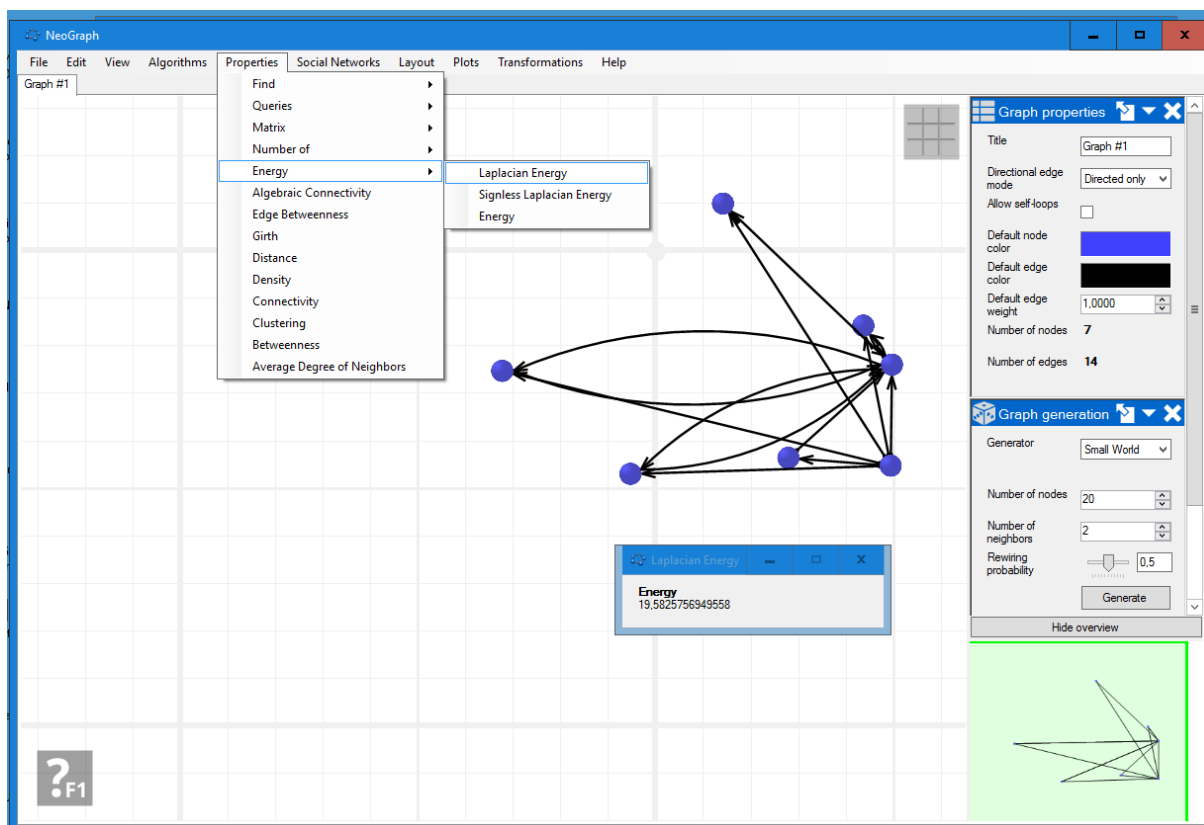 NeoGraph
File Edit View Algorithms Properties Social Networks Layout Plots Transformations Help
Graph #1
Find
Queries
Matrix
Number of
Energy
Algebraic Connectivity
Edge Betweenness
Girth
Distance
Density
Connectivity
Clustering
Betweenness
Average Degree of Neighbors
Laplacian Energy
Signless Laplacian Energy
Energy
Graph properties
Title Graph #1
Directional edge
mode Directed only
Allow self-loops
Default node
color
Default edge
color
Default edge
weight 1,0000
Number of nodes 7
Number of edges 14
Graph generation
Generator Small World
Number of nodes 20
Number of
neighbors 2
Rewiring
probability 0,5
Generate
Hide overview
Laplacian Energy
Energy
19,5825756949558
?F1